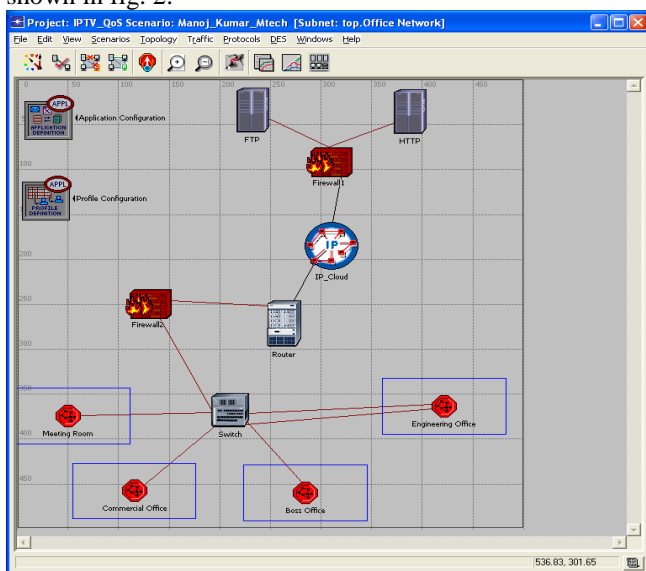 shown in fig. 2.
Project: IPTV_QoS Scenario: Manoj_Kumar_Mtech [Subnet: top.Office Network]
File Edit View Scenarios Topology Traffic Protocols DES Windows Help
0 50 100 150 200 250 300 350 400 450
APPL
APPLICATION
DEFINITION
Application Configuration
FTP
HTTP
100
Firewall1
APPL
PROFILE
DEFINITION
Profile Configuration
200
IP
IP_Cloud
250
Firewall2
Router
300
350
400
Meeting Room
Switch
Engineering Office
450
Commercial Office
Boss Office
536.83, 301.65